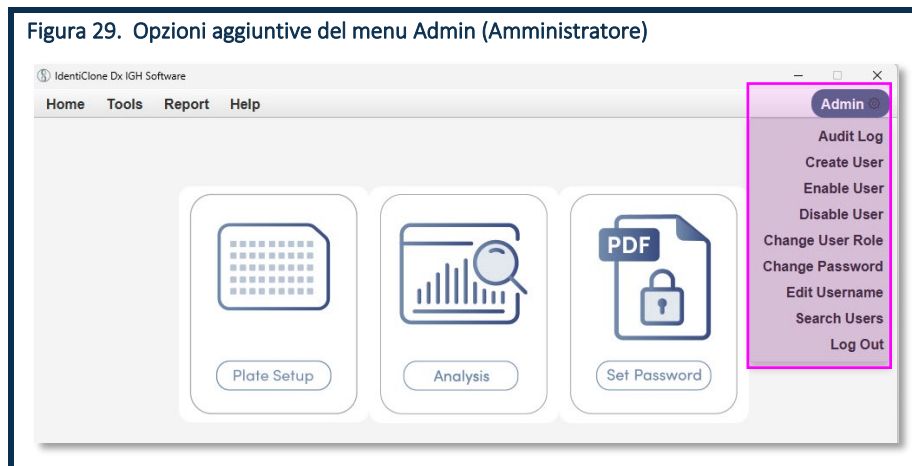 Figura 29. Opzioni aggiuntive del menu Admin (Amministratore)
IdentiClone Dx IGH Software
Home Tools Report Help Admin
Audit Log
Create User
Enable User
Disable User
Change User Role
Change Password
Edit Username
Search Users
Log Out
PDF
Plate Setup Analysis Set Password